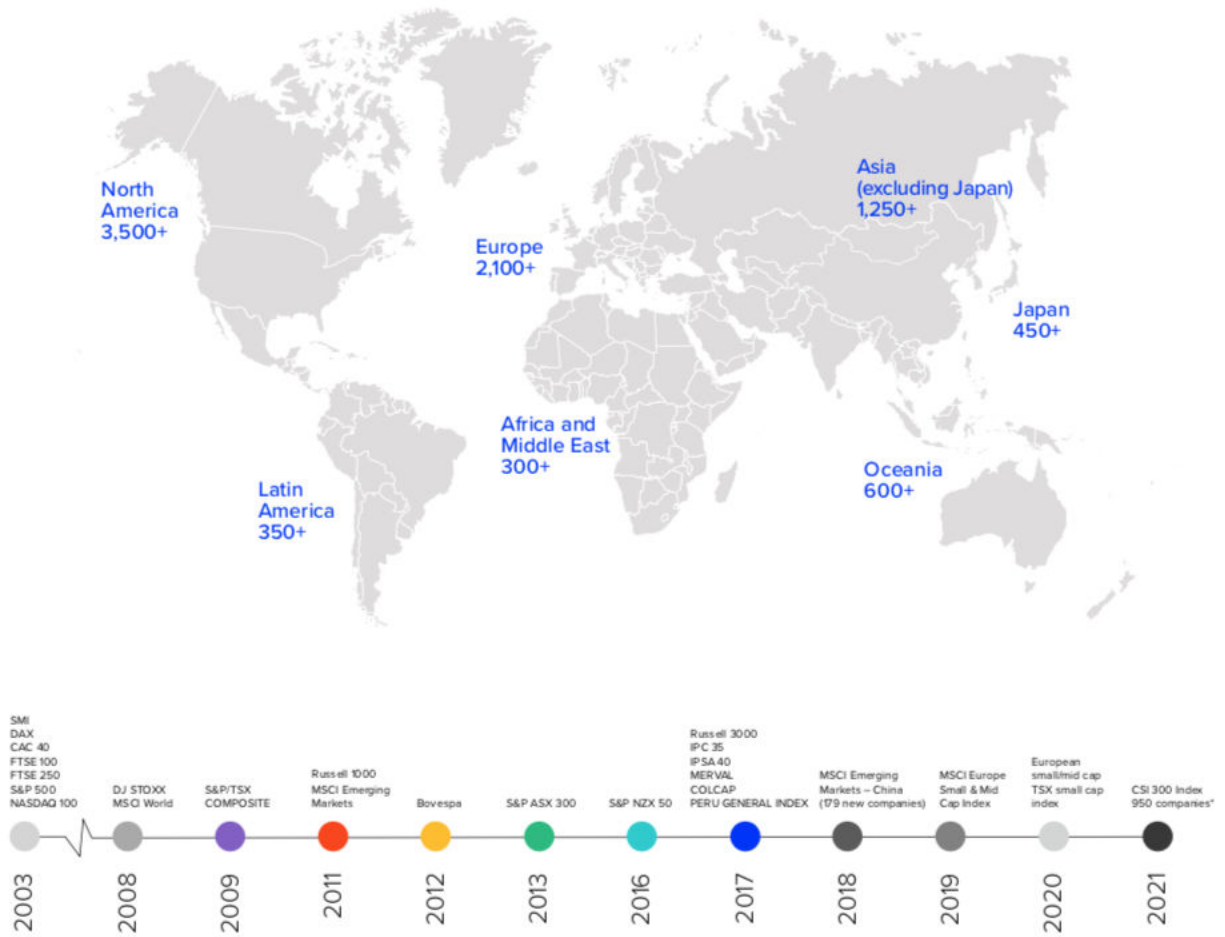 North
America
3,500+
Europe
2,100+
Asia
(excluding Japan)
1,250+
Japan
450+
Africa and
Middle East
300+
Oceania
600+
Latin
America
350+
SMI
DAX
CAC 40
FTSE 100
FTSE 250
S&P 500
NASDAQ 100
DJ STOXX
MSCI World
S&P/TSX
COMPOSITE
Russell 1000
MSCI Emerging
Markets
Bovespa
S&P ASX 300
S&P NZX 50
Russell 3000
IPC 35
IPSA 40
MERVAL
COLCAP
PERU GENERAL INDEX
MSCI Emerging
Markets – China
(179 new companies)
MSCI Europe
Small & Mid
Cap Index
European
small/mid cap
TSX small cap
index
CSI 300 Index
950 companies*
2003
2008
2009
2011
2012
2013
2016
2017
2018
2019
2020
2021